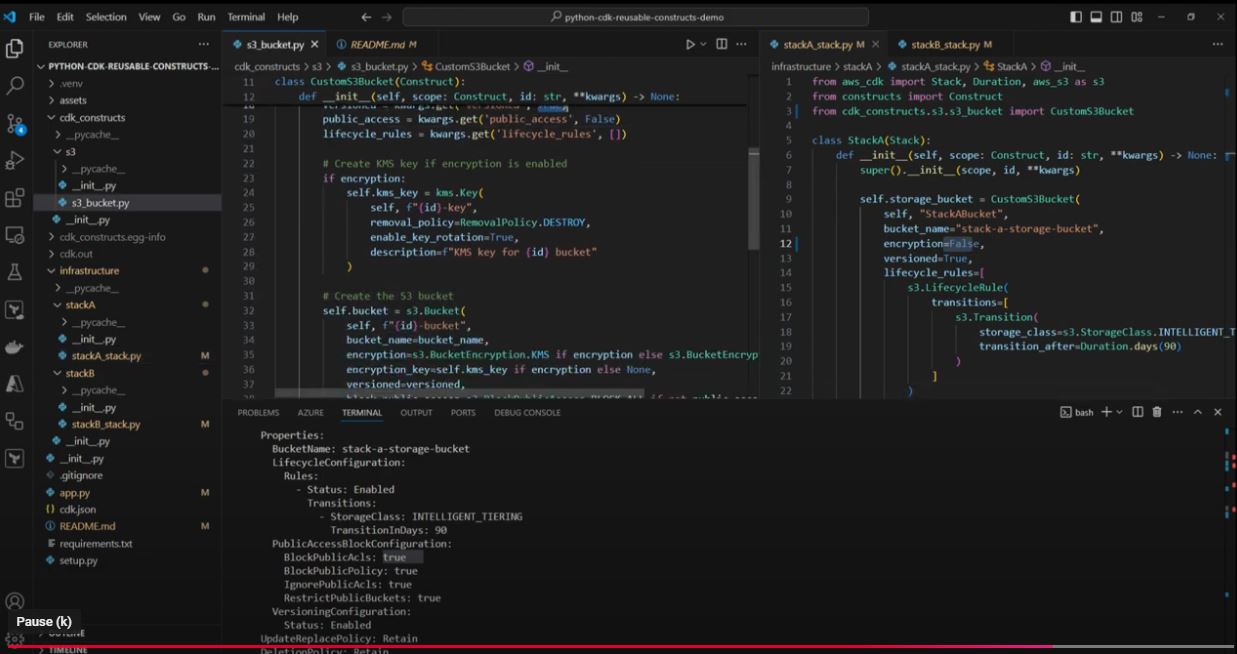 File Edit Selection View Go Run Terminal Help
python-cdk-reusable-constructs-demo
EXPLORER
PYTHON-CDK-REUSABLE-CONSTRUCTS-...
.venv
assets
cdk_constructs
__pycache__
s3
__pycache__
__init__.py
s3_bucket.py
__init__.py
cdk_constructs.egg-info
cdk.out
infrastructure
__pycache__
stackA
__pycache__
__init__.py
stackA_stack.py M
stackB
__pycache__
__init__.py
stackB_stack.py M
__init__.py
__init__.py
.gitignore
app.py M
cdk.json
README.md M
requirements.txt
setup.py
OUTLINE
TIMELINE
Pause (k)
s3_bucket.py README.md M
cdk_constructs > s3 > s3_bucket.py > CustomS3Bucket > __init__
11 class CustomS3Bucket(Construct):
12 def __init__(self, scope: Construct, id: str, **kwargs) -> None:
19 public_access = kwargs.get('public_access', False)
20 lifecycle_rules = kwargs.get('lifecycle_rules', [])
21
22 # Create KMS key if encryption is enabled
23 if encryption:
24 self.kms_key = kms.Key(
25 self, f"{id}-key",
26 removal_policy=RemovalPolicy.DESTROY,
27 enable_key_rotation=True,
28 description=f"KMS key for {id} bucket"
29 )
30
31 # Create the S3 bucket
32 self.bucket = s3.Bucket(
33 self, f"{id}-bucket",
34 bucket_name=bucket_name,
35 encryption=s3.BucketEncryption.KMS if encryption else s3.BucketEncryp
36 encryption_key=self.kms_key if encryption else None,
37 versioned=versioned,
stackA_stack.py M stackB_stack.py M
infrastructure > stackA > stackA_stack.py > StackA > __init__
1 from aws_cdk import Stack, Duration, aws_s3 as s3
2 from constructs import Construct
3 from cdk_constructs.s3.s3_bucket import CustomS3Bucket
4
5 class StackA(Stack):
6 def __init__(self, scope: Construct, id: str, **kwargs) -> None:
7 super().__init__(scope, id, **kwargs)
8
9 self.storage_bucket = CustomS3Bucket(
10 self, "StackABucket",
11 bucket_name="stack-a-storage-bucket",
12 encryption=False,
13 versioned=True,
14 lifecycle_rules=[
15 s3.LifecycleRule(
16 transitions=[
17 s3.Transition(
18 storage_class=s3.StorageClass.INTELLIGENT_T
19 transition_after=Duration.days(90)
20 )
21 ]
22 )
PROBLEMS AZURE TERMINAL OUTPUT PORTS DEBUG CONSOLE
bash
Properties:
BucketName: stack-a-storage-bucket
LifecycleConfiguration:
Rules:
- Status: Enabled
Transitions:
- StorageClass: INTELLIGENT_TIERING
TransitionInDays: 90
PublicAccessBlockConfiguration:
BlockPublicAcls: true
BlockPublicPolicy: true
IgnorePublicAcls: true
RestrictPublicBuckets: true
VersioningConfiguration:
Status: Enabled
UpdateReplacePolicy: Retain
DeletionPolicy: Retain